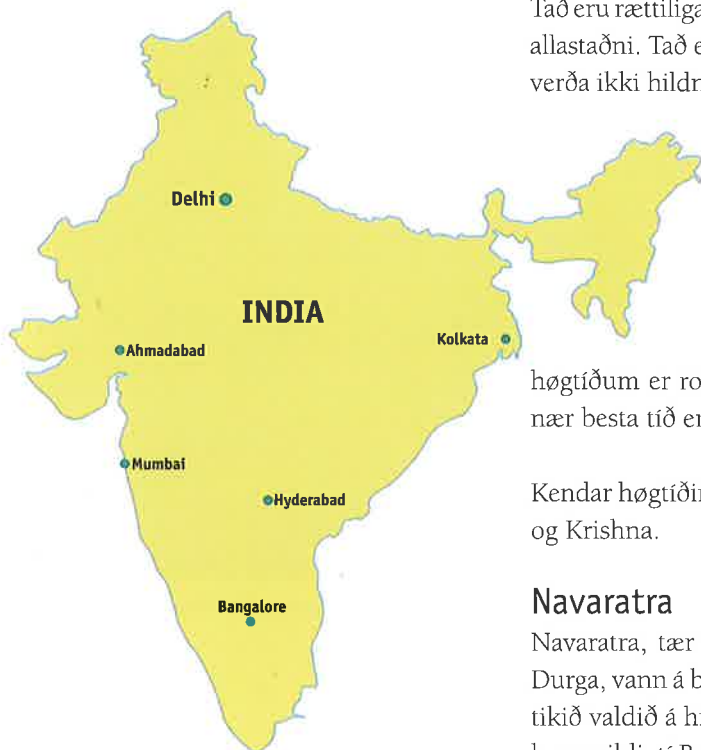 Tað eru rættiliga
allastaðni. Tað e
verða ikki hildn
Delhi
INDIA
Kolkata
Ahmadabad
Mumbai
Hyderabad
Bangalore
høgtíðum er ro
nær besta tíð er
Kendar høgtíðir
og Krishna.
Navaratra
Navaratra, tær
Durga, vann á b
tikið valdið á h